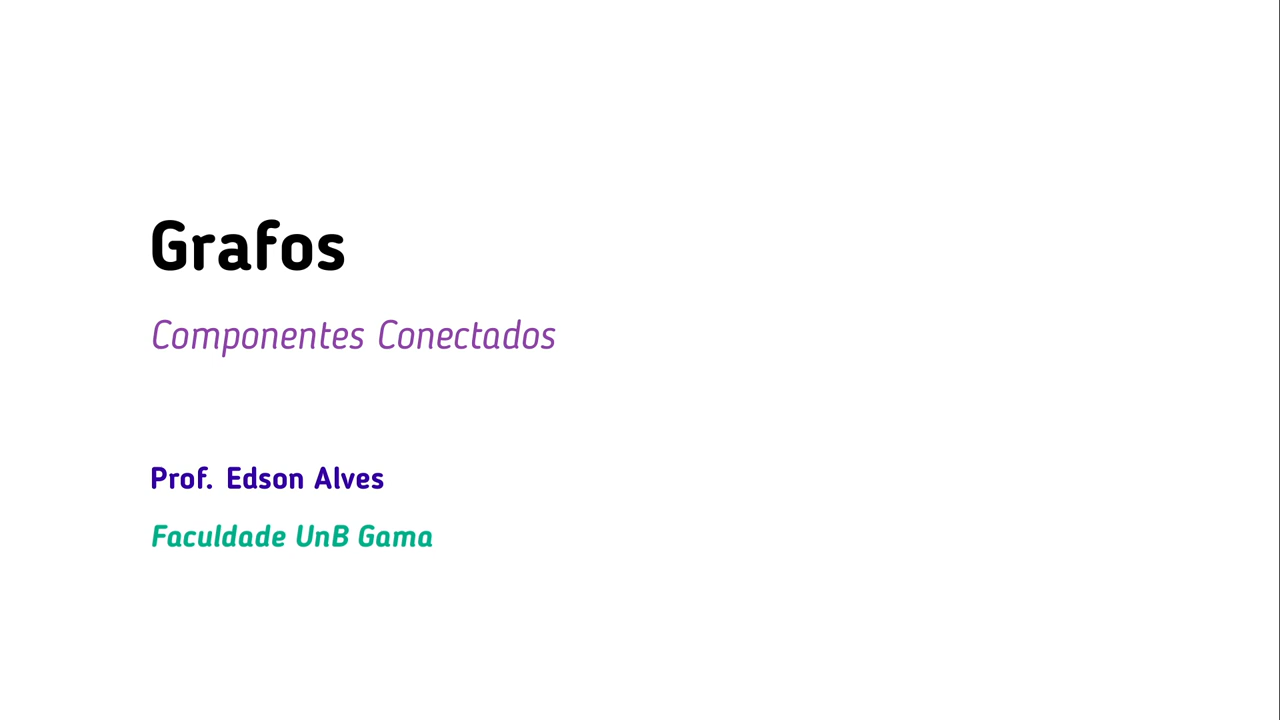 Grafos
Componentes Conectados
Prof. Edson Alves
Faculdade UnB Gama